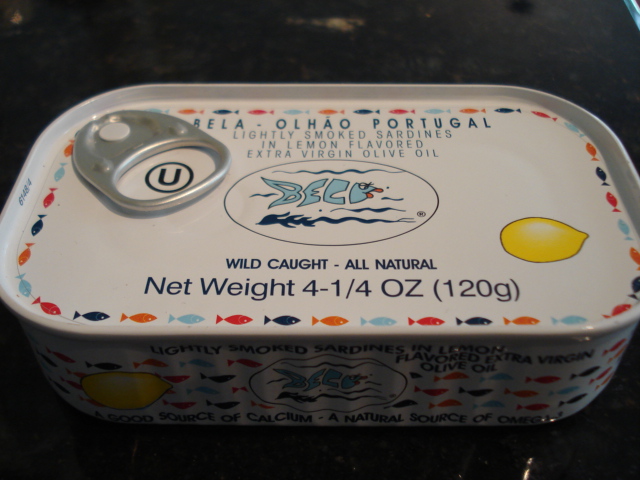 BELA - OLHÃO PORTUGAL
LIGHTLY SMOKED SARDINES
IN LEMON FLAVORED
EXTRA VIRGIN OLIVE OIL
U
®
WILD CAUGHT - ALL NATURAL
Net Weight 4-1/4 OZ (120g)
LIGHTLY SMOKED SARDINES IN LEMON
FLAVORED EXTRA VIRGIN
OLIVE OIL
A GOOD SOURCE OF CALCIUM - A NATURAL SOURCE OF OMEGA